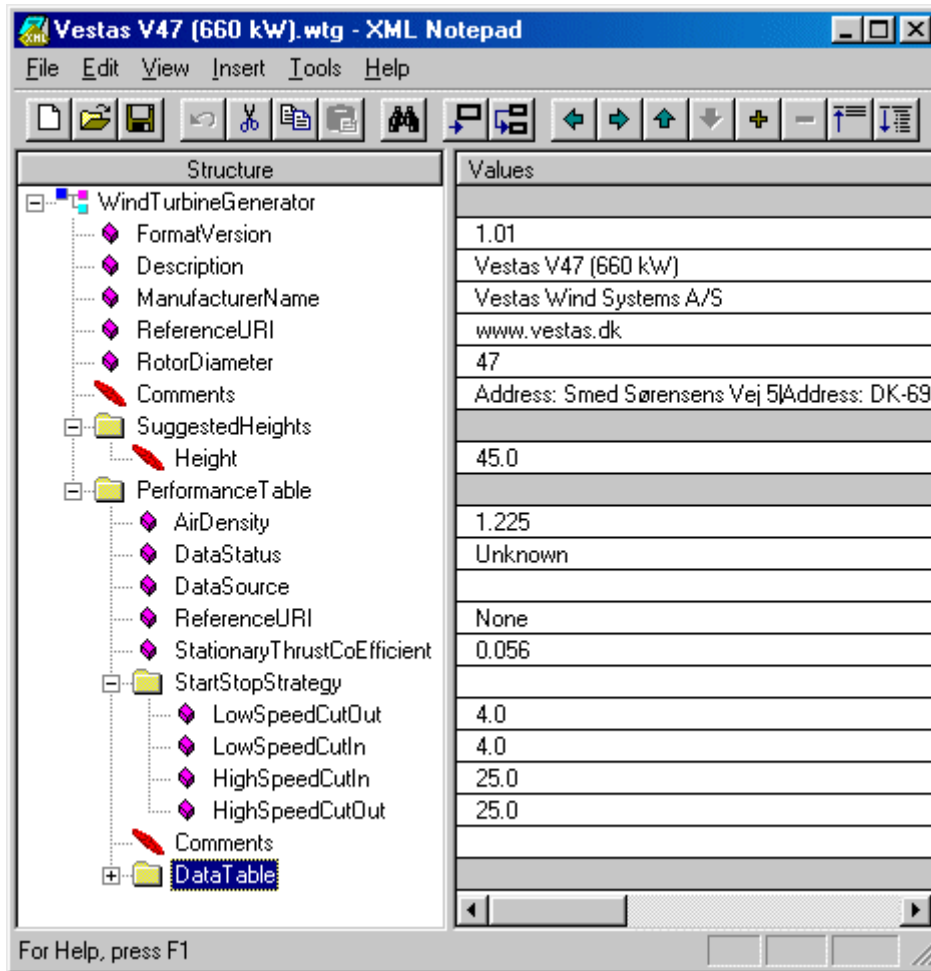 Vestas V47 (660 kW).wtg - XML Notepad
File Edit View Insert Tools Help
Structure Values
WindTurbineGenerator
FormatVersion 1.01
Description Vestas V47 (660 kW)
ManufacturerName Vestas Wind Systems A/S
ReferenceURI www.vestas.dk
RotorDiameter 47
Comments Address: Smed Sørensens Vej 5|Address: DK-69
SuggestedHeights
Height 45.0
PerformanceTable
AirDensity 1.225
DataStatus Unknown
DataSource
ReferenceURI None
StationaryThrustCoEfficient 0.056
StartStopStrategy
LowSpeedCutOut 4.0
LowSpeedCutIn 4.0
HighSpeedCutIn 25.0
HighSpeedCutOut 25.0
Comments
DataTable
For Help, press F1